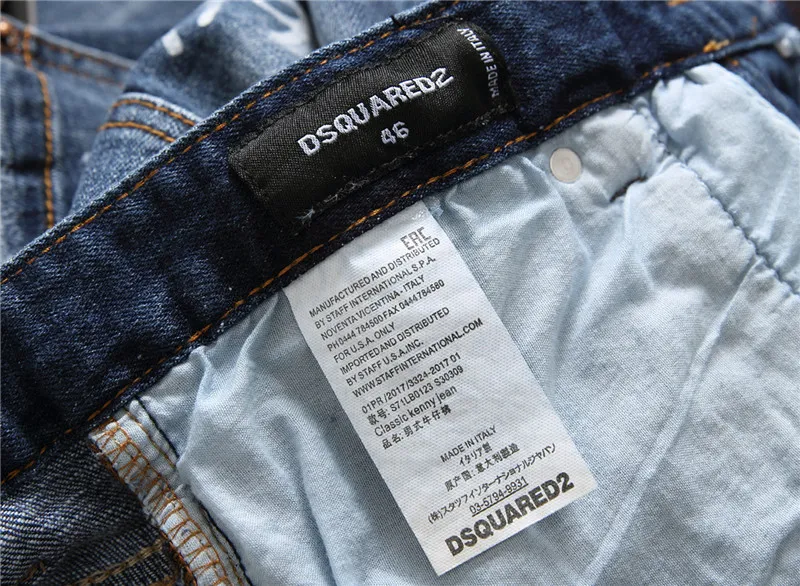 DSQUARED2
46
MADE IN ITALY
EAC
MANUFACTURED AND DISTRIBUTED
BY STAFF INTERNATIONAL S.P.A.
NOVENTA VICENTINA - ITALY
PH 0444 784500 FAX 0444784580
FOR U.S.A. ONLY
IMPORTED AND DISTRIBUTED
BY STAFF U.S.A. INC.
WWW.STAFFINTERNATIONAL.COM
01PR / 2017/3324-2017 01
款号: S71LB0123 S30309
Classic kenny jean
品名: 男式牛仔裤
MADE IN ITALY
イタリア製
原产国: 意大利制造
(株)スタッフインターナショナルジャパン
03-5794-9931
DSQUARED2